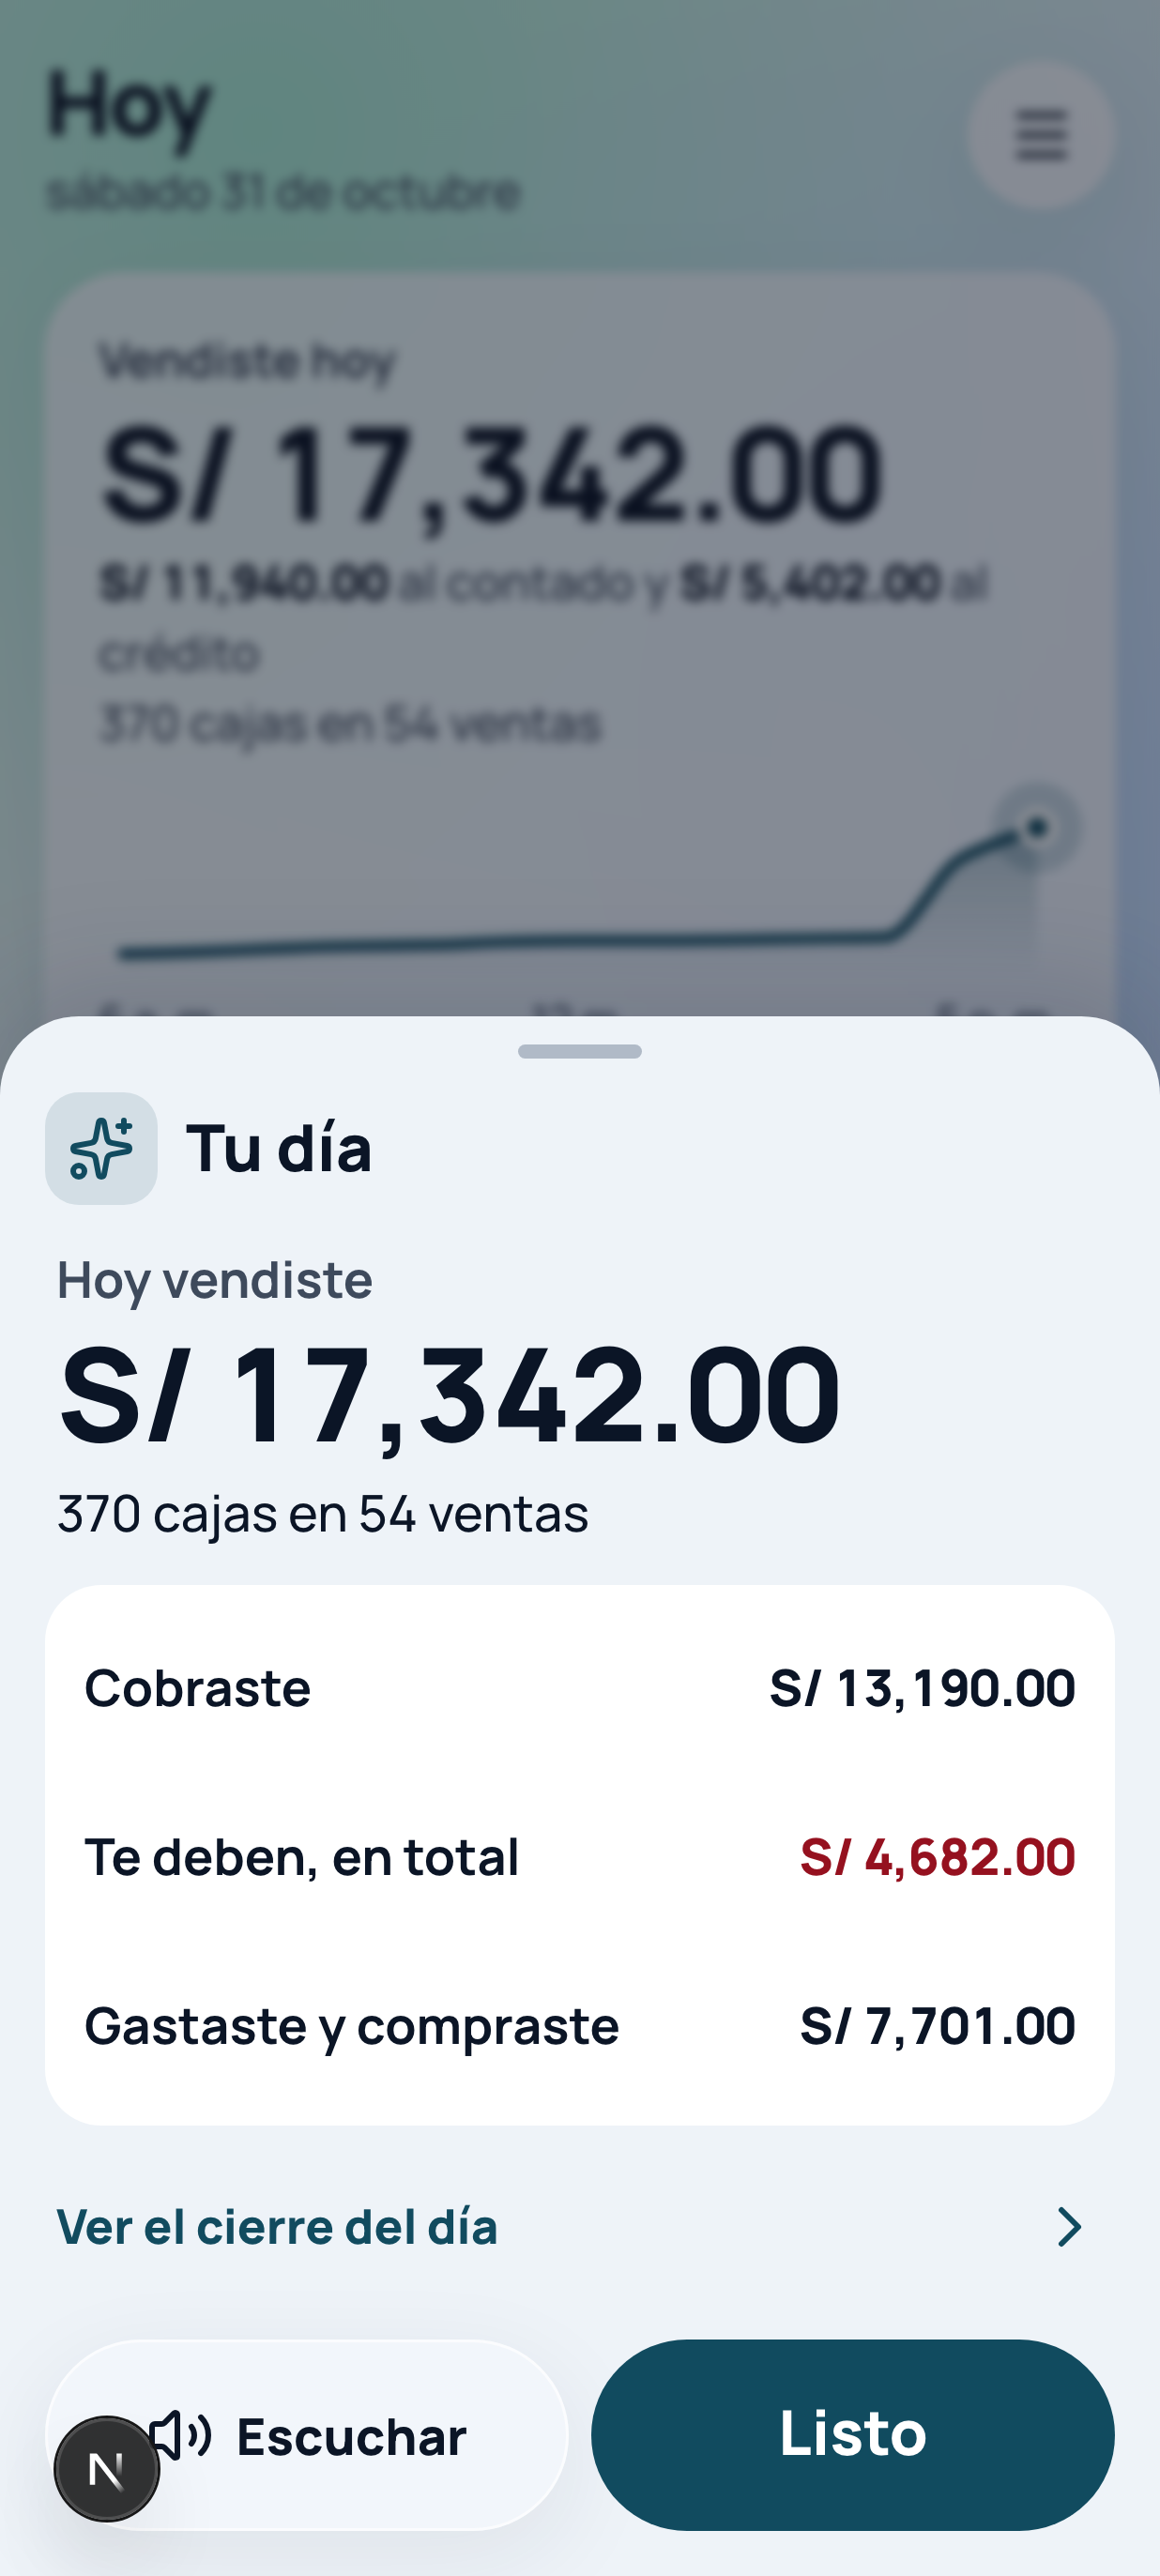 Hoy
sábado 31 de octubre
Vendiste hoy
S/ 17,342.00
S/ 11,940.00 al contado y S/ 5,402.00 al
crédito
370 cajas en 54 ventas
Tu día
Hoy vendiste
S/ 17,342.00
370 cajas en 54 ventas
Cobraste S/ 13,190.00
Te deben, en total S/ 4,682.00
Gastaste y compraste S/ 7,701.00
Ver el cierre del día
Escuchar
Listo
N